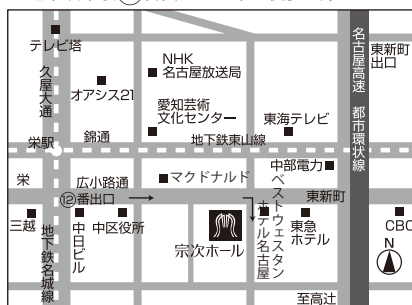 テレビ塔
久屋大通
NHK
名古屋放送局
オアシス21
名古屋高速 都市環状線
東新町
出口
愛知芸術
文化センター
東海テレビ
栄駅
錦通
地下鉄東山線
マクドナルド
中部電力
栄
広小路通
東新町
⑫番出口
三越
地下鉄名城線
中日
ビル
中区役所
宗次ホール
ベストウェスタン
ホテル名古屋
東急
ホテル
CBC
N
至高辻